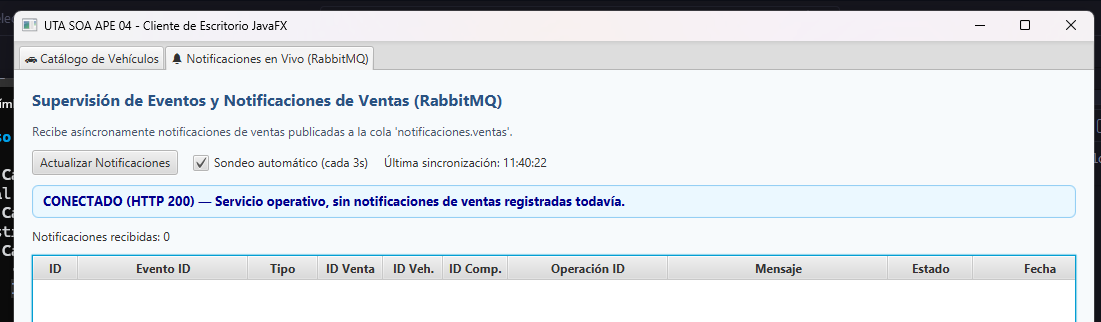 UTA SOA APE 04 - Cliente de Escritorio JavaFX
Catálogo de Vehículos
Notificaciones en Vivo (RabbitMQ)
Supervisión de Eventos y Notificaciones de Ventas (RabbitMQ)
Recibe asíncronamente notificaciones de ventas publicadas a la cola 'notificaciones.ventas'.
Actualizar Notificaciones
Sondeo automático (cada 3s)
Última sincronización: 11:40:22
CONECTADO (HTTP 200) — Servicio operativo, sin notificaciones de ventas registradas todavía.
Notificaciones recibidas: 0
ID
Evento ID
Tipo
ID Venta
ID Veh.
ID Comp.
Operación ID
Mensaje
Estado
Fecha